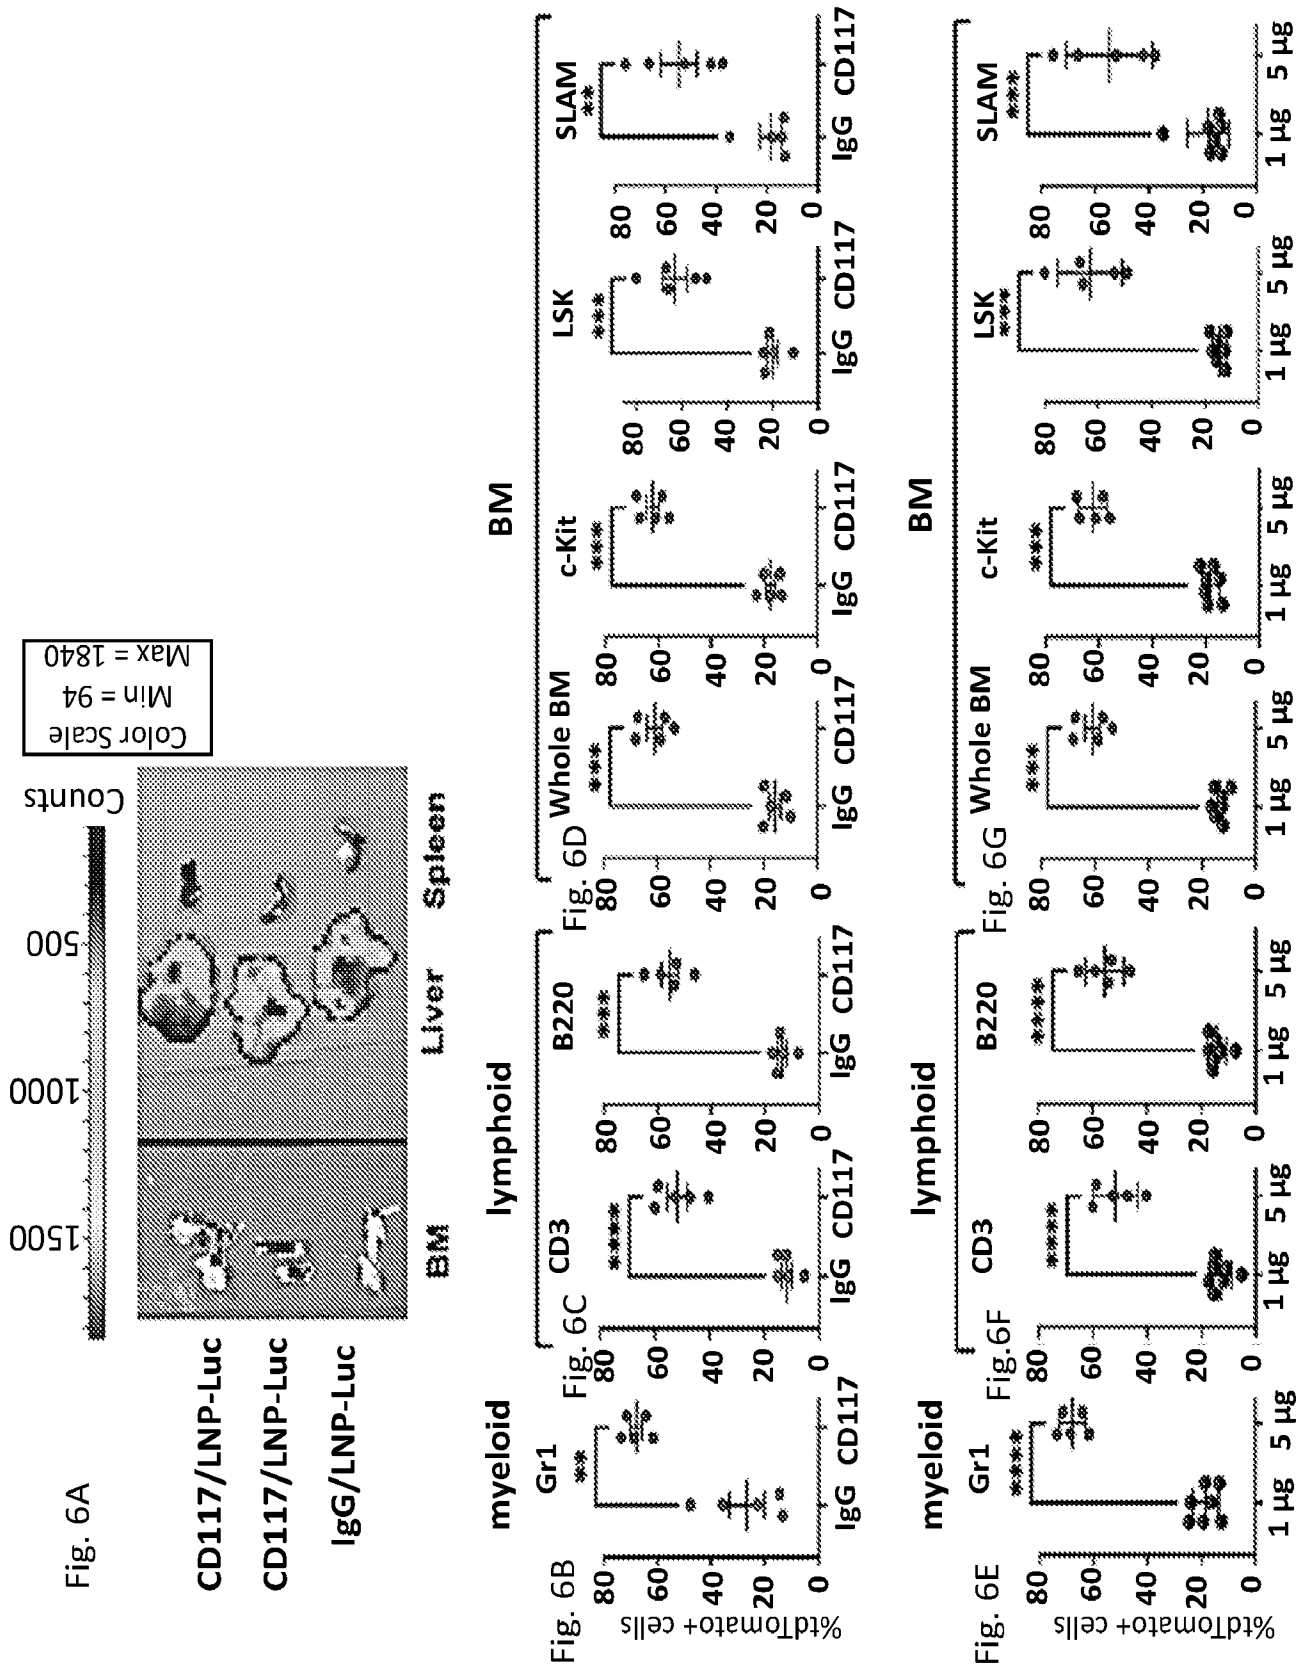 Fig. 6A
Counts
500
1000
1500
Color Scale
Min = 94
Max = 1840
CD117/LNP-Luc
CD117/LNP-Luc
IgG/LNP-Luc
BM
Liver
Spleen
myeloid
lymphoid
BM
Fig. 6B
Gr1
**
%tdTomato+ cells
80
60
40
20
0
IgG CD117
Fig. 6C
CD3
****
80
60
40
20
0
IgG CD117
B220
***
80
60
40
20
0
IgG CD117
Fig. 6D
Whole BM
***
80
60
40
20
0
IgG CD117
c-Kit
***
80
60
40
20
0
IgG CD117
LSK
***
80
60
40
20
0
IgG CD117
SLAM
**
80
60
40
20
0
IgG CD117
myeloid
lymphoid
BM
Fig. 6E
Gr1
****
%tdTomato+ cells
80
60
40
20
0
1 µg 5 µg
Fig.6F
CD3
****
80
60
40
20
0
1 µg 5 µg
B220
****
80
60
40
20
0
1 µg 5 µg
Fig. 6G
Whole BM
***
80
60
40
20
0
1 µg 5 µg
c-Kit
***
80
60
40
20
0
1 µg 5 µg
LSK
***
80
60
40
20
0
1 µg 5 µg
SLAM
***
80
60
40
20
0
1 µg 5 µg